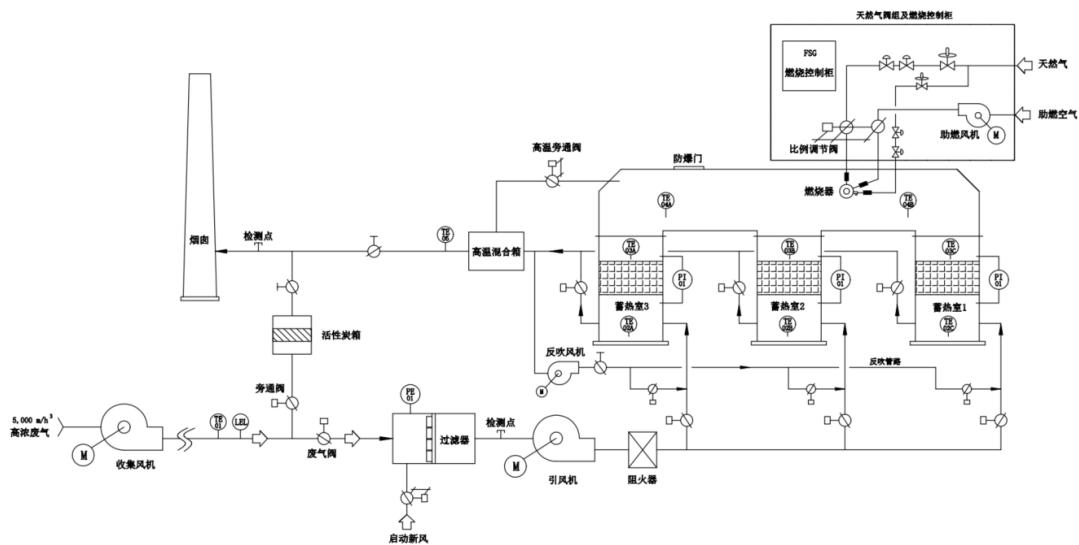 天然气阀组及燃烧控制柜
FSG
燃烧控制柜
天然气
助燃空气
助燃风机
M
比例调节阀
高温旁通阀
防爆门
燃烧器
TE
04A
TE
04B
烟囱
检测点
TE
05
高温混合箱
TE
03A
TE
03B
TE
03C
PI
01
PI
01
PI
01
蓄热室3
蓄热室2
蓄热室1
TE
02A
TE
02B
TE
02C
活性炭箱
反吹风机
M
反吹管路
旁通阀
5,000 m/h³
高浓废气
M
收集风机
TE
01
LEL
废气阀
PE
01
过滤器
检测点
M
引风机
阻火器
启动新风